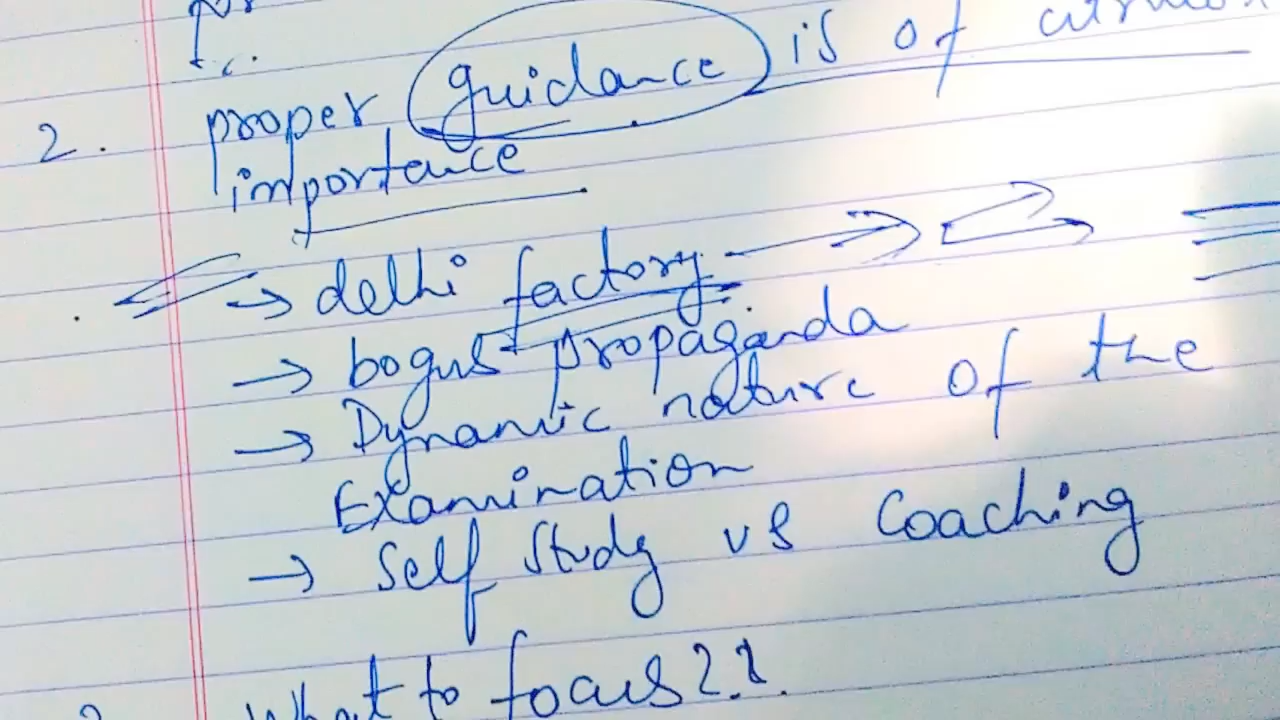 2. proper guidance is of
importance
→ delhi factory
→ bogus propaganda
→ Dynamic nature of the
Examination
→ Self Study vs Coaching
What to focus??.